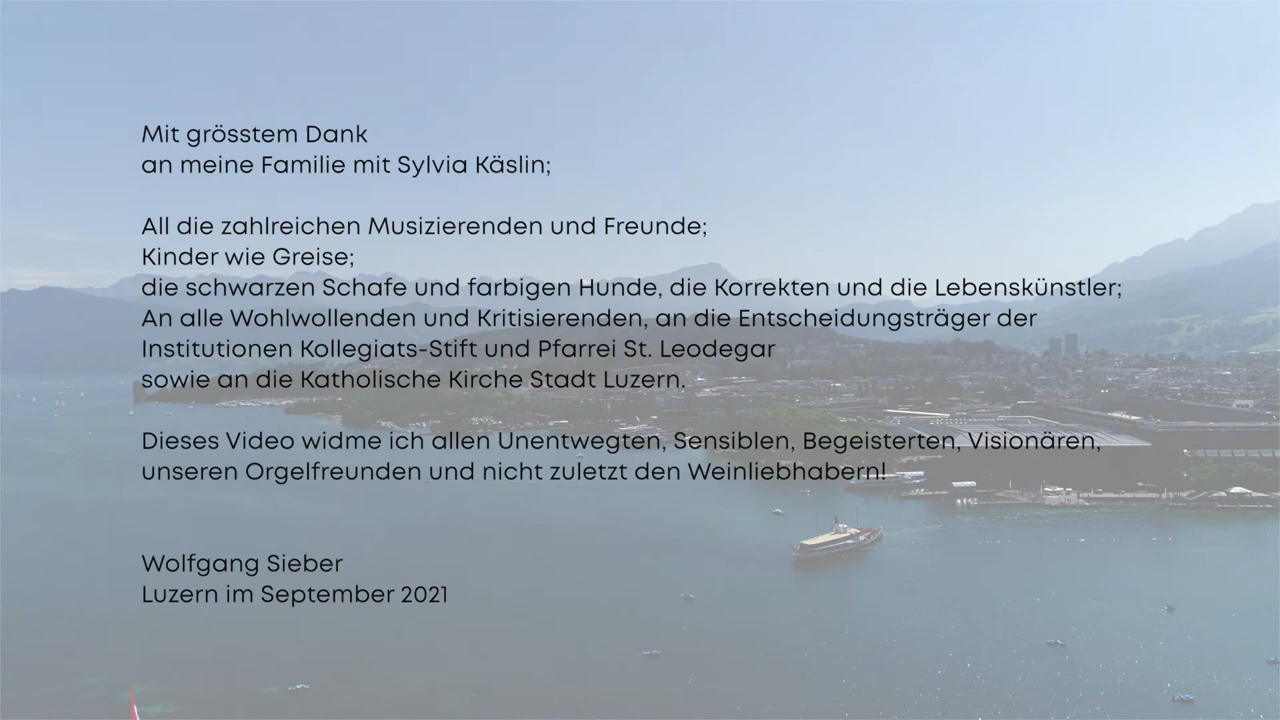 Mit grösstem Dank
an meine Familie mit Sylvia Käslin;
All die zahlreichen Musizierenden und Freunde;
Kinder wie Greise;
die schwarzen Schafe und farbigen Hunde, die Korrekten und die Lebenskünstler;
An alle Wohlwollenden und Kritisierenden, an die Entscheidungsträger der
Institutionen Kollegiats-Stift und Pfarrei St. Leodegar
sowie an die Katholische Kirche Stadt Luzern.
Dieses Video widme ich allen Unentwegten, Sensiblen, Begeisterten, Visionären,
unseren Orgelfreunden und nicht zuletzt den Weinliebhabern!
Wolfgang Sieber
Luzern im September 2021